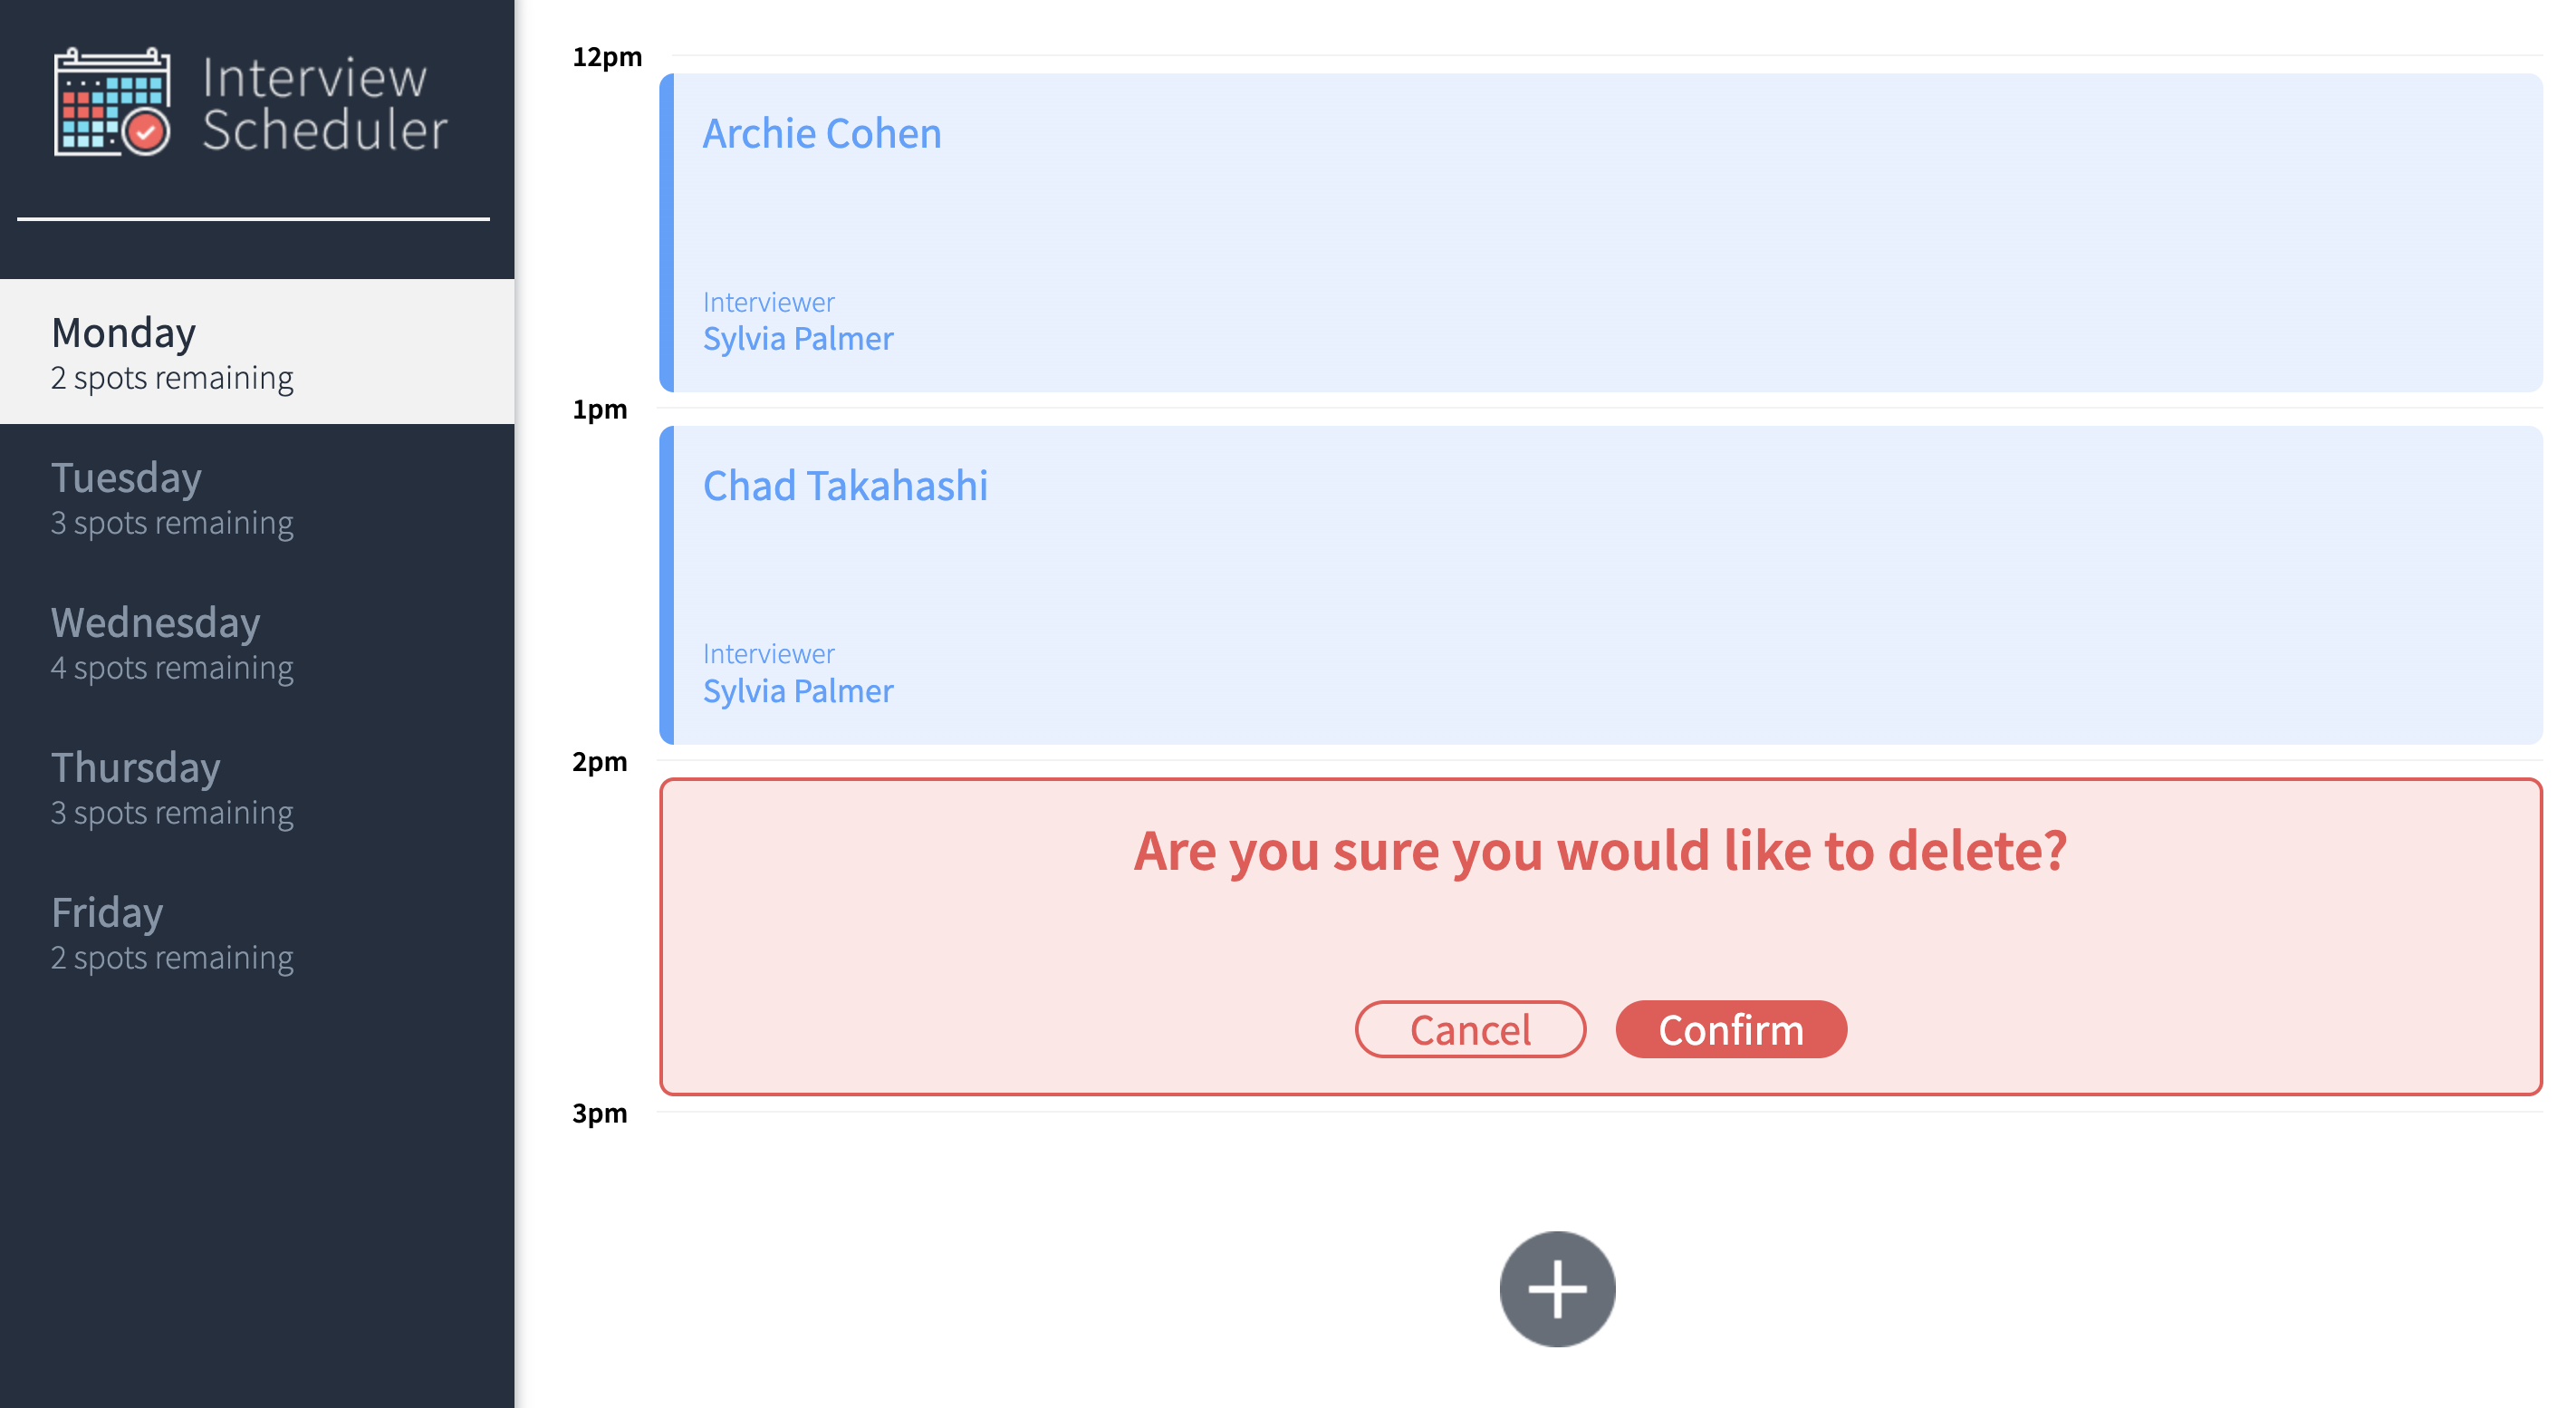 Interview
Scheduler
Monday
2 spots remaining
Tuesday
3 spots remaining
Wednesday
4 spots remaining
Thursday
3 spots remaining
Friday
2 spots remaining
12pm
Archie Cohen
Interviewer
Sylvia Palmer
1pm
Chad Takahashi
Interviewer
Sylvia Palmer
2pm
Are you sure you would like to delete?
Cancel Confirm
3pm